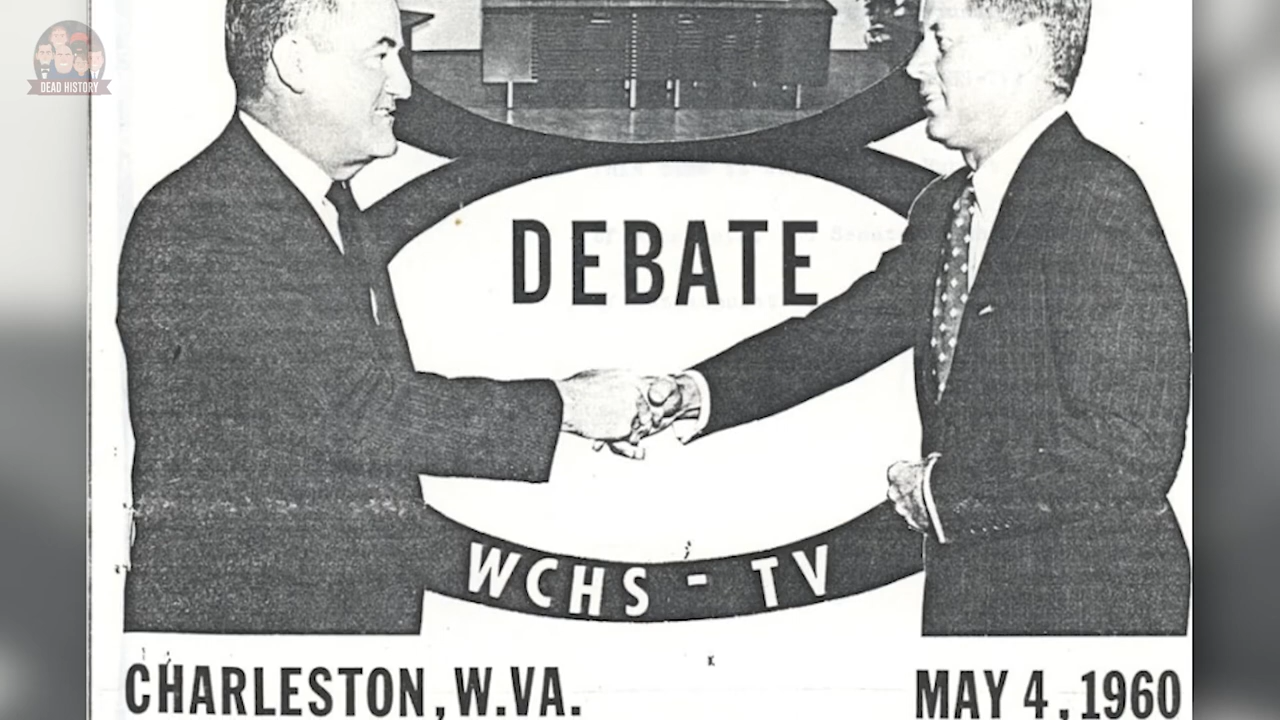 DEAD HISTORY
DEBATE
WCHS - TV
CHARLESTON, W.VA.
MAY 4, 1960